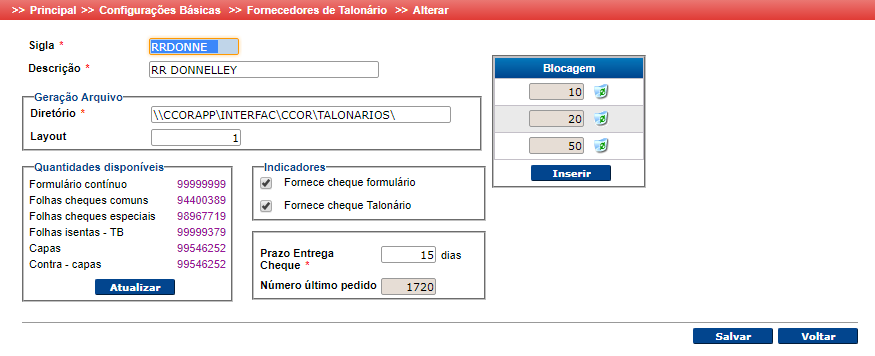 >> Principal >> Configurações Básicas >> Fornecedores de Talonário >> Alterar
Sigla * RRDONNE
Descrição * RR DONNELLEY
Geração Arquivo
Diretório * \\CCORAPP\INTERFAC\CCOR\TALONARIOS\
Layout 1
Blocagem
10
20
50
Inserir
Quantidades disponíveis
Formulário contínuo 99999999
Folhas cheques comuns 94400389
Folhas cheques especiais 98967719
Folhas isentas - TB 99999379
Capas 99546252
Contra - capas 99546252
Atualizar
Indicadores
Fornece cheque formulário
Fornece cheque Talonário
Prazo Entrega Cheque * 15 dias
Número último pedido 1720
Salvar Voltar